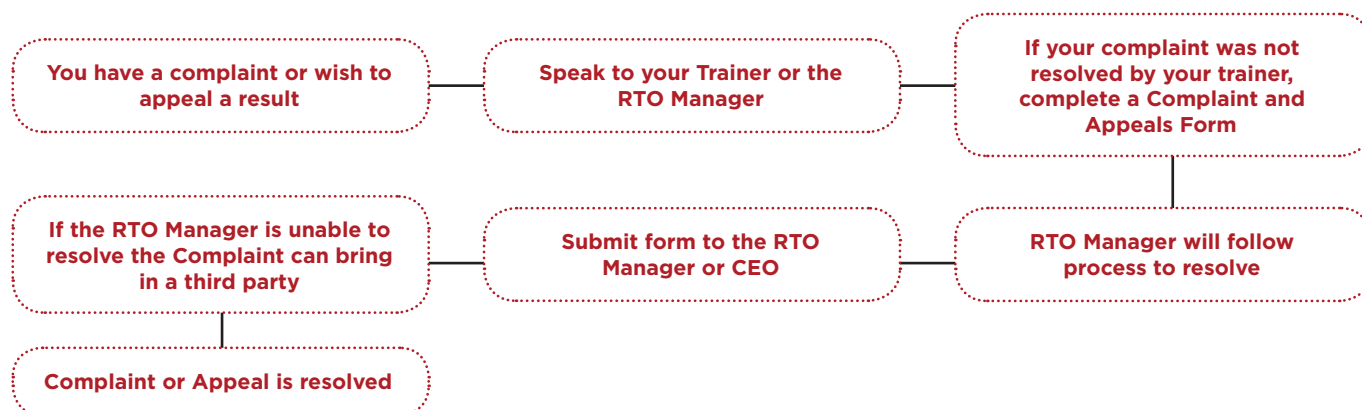 You have a complaint or wish to
appeal a result
Speak to your Trainer or the
RTO Manager
If your complaint was not
resolved by your trainer,
complete a Complaint and
Appeals Form
If the RTO Manager is unable to
resolve the Complaint can bring
in a third party
Submit form to the RTO
Manager or CEO
RTO Manager will follow
process to resolve
Complaint or Appeal is resolved